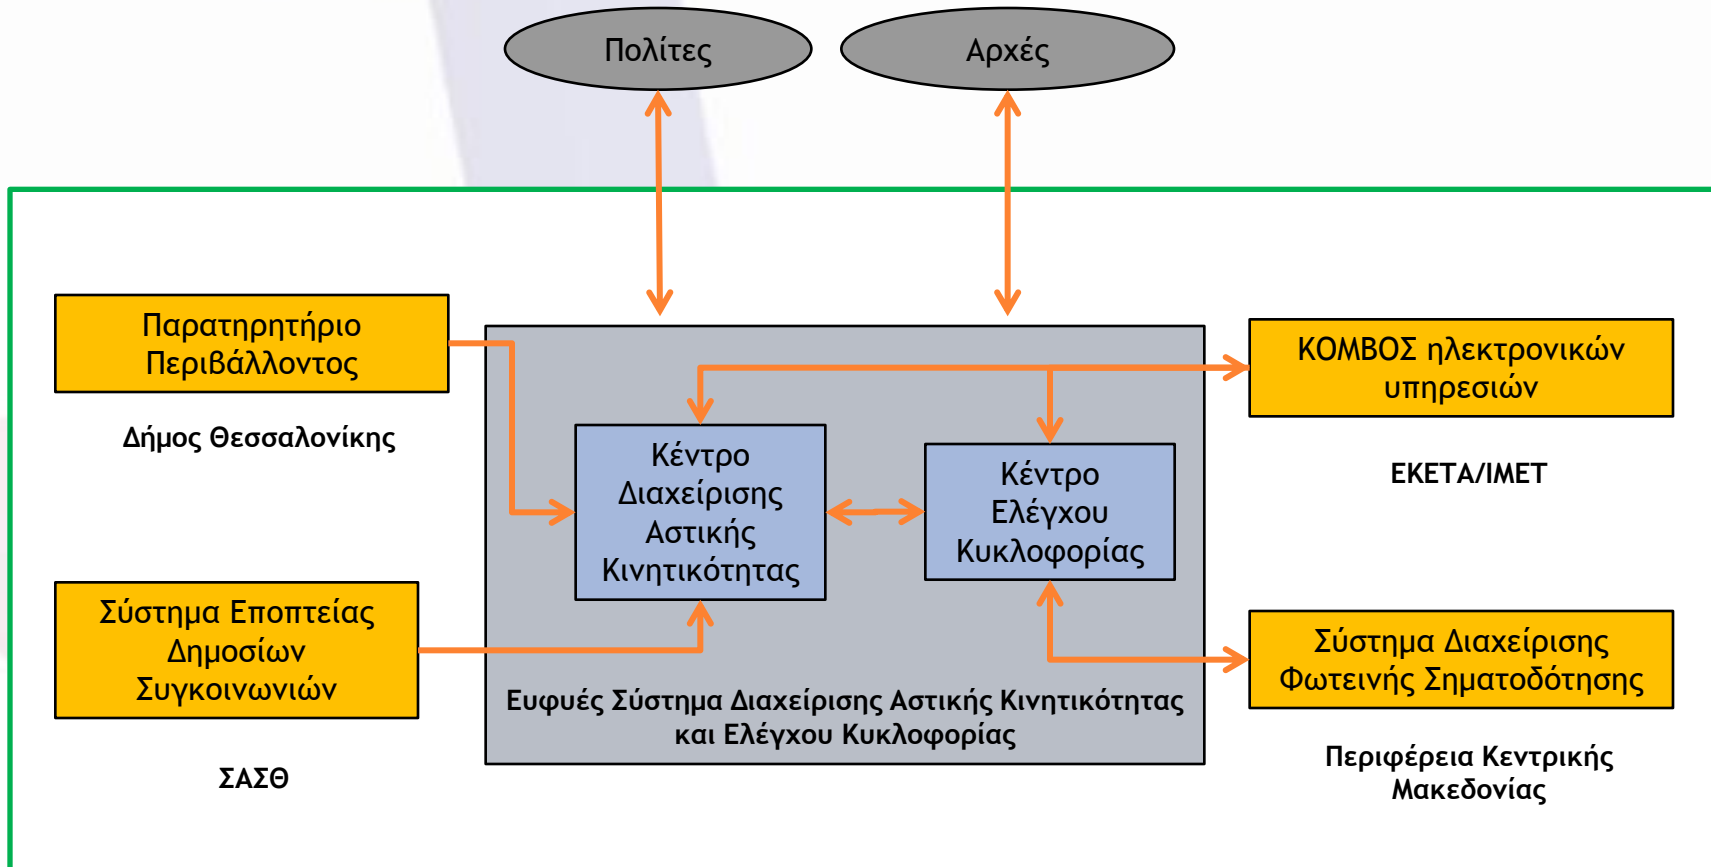 Πολίτες
Αρχές
Παρατηρητήριο
Περιβάλλοντος
Δήμος Θεσσαλονίκης
Σύστημα Εποπτείας
Δημοσίων
Συγκοινωνιών
ΣΑΣΘ
Κέντρο
Διαχείρισης
Αστικής
Κινητικότητας
Κέντρο
Ελέγχου
Κυκλοφορίας
Ευφυές Σύστημα Διαχείρισης Αστικής Κινητικότητας
και Ελέγχου Κυκλοφορίας
ΚΟΜΒΟΣ ηλεκτρονικών
υπηρεσιών
ΕΚΕΤΑ/ΙΜΕΤ
Σύστημα Διαχείρισης
Φωτεινής Σηματοδότησης
Περιφέρεια Κεντρικής
Μακεδονίας